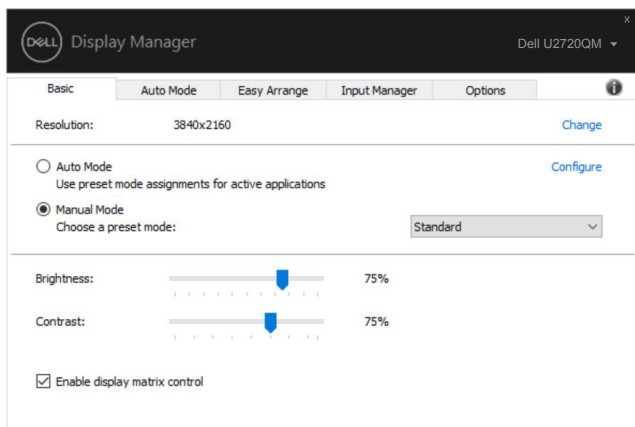 x
DELL Display Manager Dell U2720QM
Basic Auto Mode Easy Arrange Input Manager Options
Resolution: 3840x2160 Change
Auto Mode Configure
Use preset mode assignments for active applications
Manual Mode
Choose a preset mode: Standard
Brightness: 75%
Contrast: 75%
Enable display matrix control